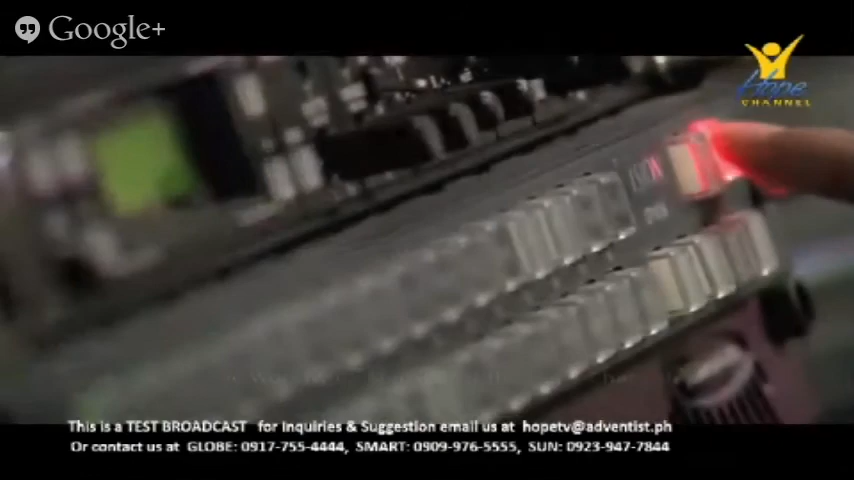 Google+
Hope
CHANNEL
This is a TEST BROADCAST for Inquiries & Suggestion email us at hopetv@adventist.ph
Or contact us at GLOBE: 0917-755-4444, SMART: 0909-976-5555, SUN: 0923-947-7844